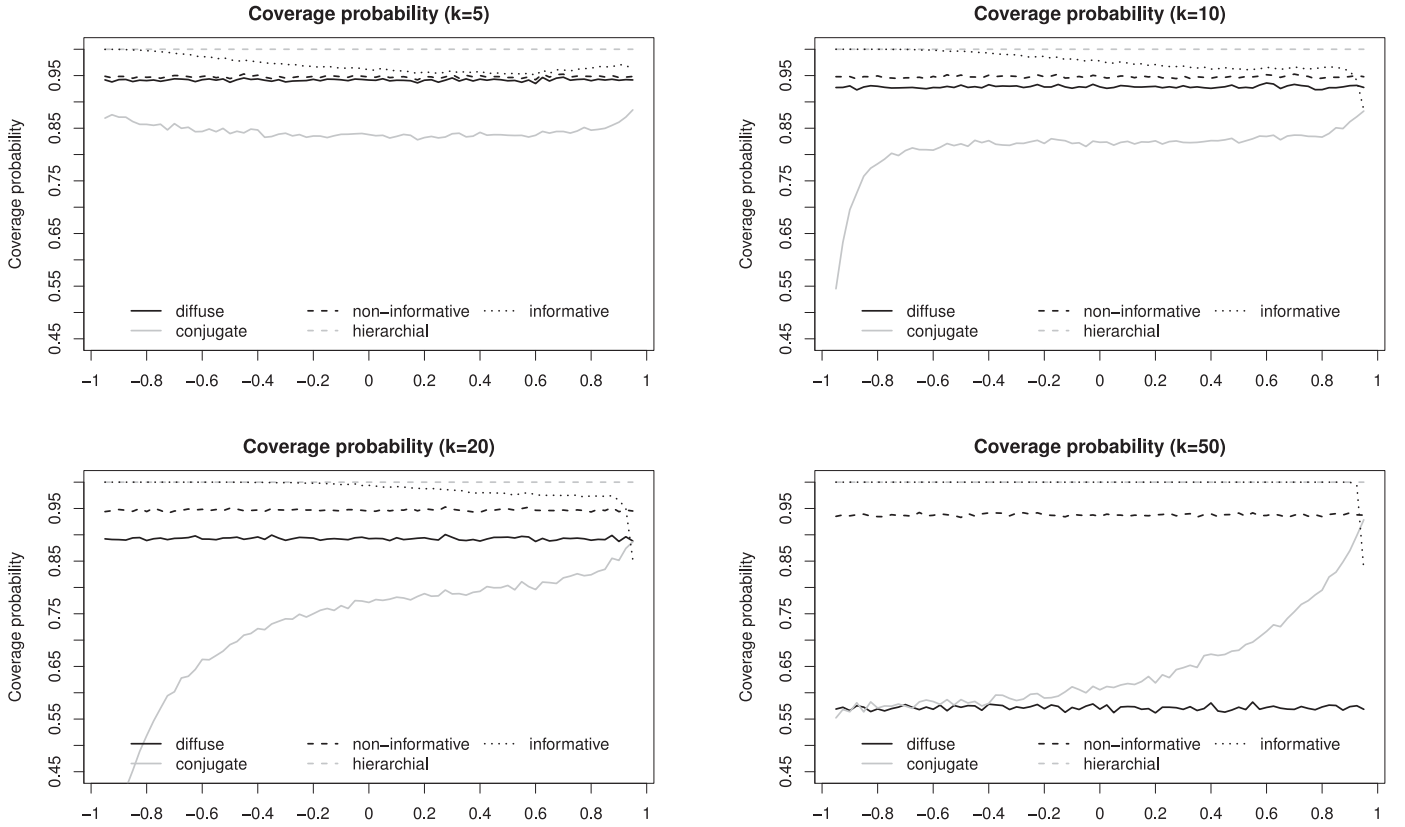 Coverage probability (k=5)
Coverage probability
0.95
0.85
0.75
0.65
0.55
0.45
diffuse
non−informative
informative
conjugate
hierarchial
−1 −0.8 −0.6 −0.4 −0.2 0 0.2 0.4 0.6 0.8 1
Coverage probability (k=10)
Coverage probability
0.95
0.85
0.75
0.65
0.55
0.45
diffuse
non−informative
informative
conjugate
hierarchial
−1 −0.8 −0.6 −0.4 −0.2 0 0.2 0.4 0.6 0.8 1
Coverage probability (k=20)
Coverage probability
0.95
0.85
0.75
0.65
0.55
0.45
diffuse
non−informative
informative
conjugate
hierarchial
−1 −0.8 −0.6 −0.4 −0.2 0 0.2 0.4 0.6 0.8 1
Coverage probability (k=50)
Coverage probability
0.95
0.85
0.75
0.65
0.55
0.45
diffuse
non−informative
informative
conjugate
hierarchial
−1 −0.8 −0.6 −0.4 −0.2 0 0.2 0.4 0.6 0.8 1